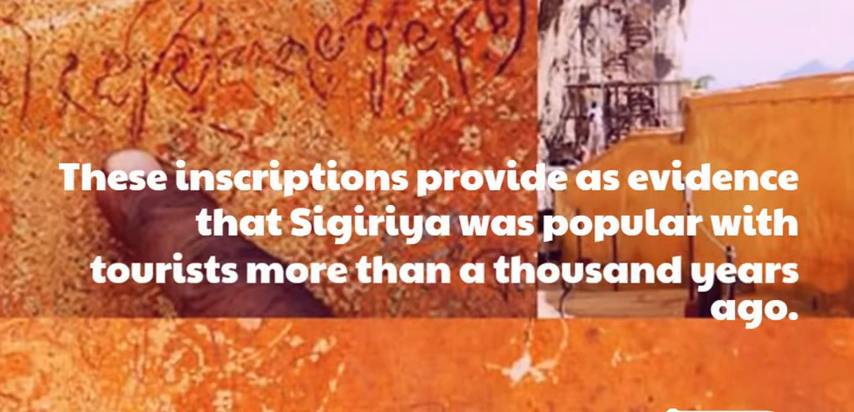 These inscriptions provide as evidence
that Sigiriya was popular with
tourists more than a thousand years
ago.